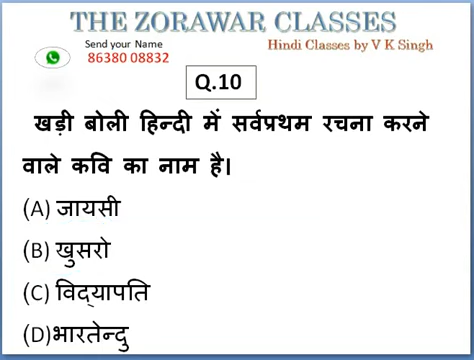 THE ZORAWAR CLASSES
Send your Name
Hindi Classes by V K Singh
86380 08832
Q.10
खड़ी बोली हिन्दी में सर्वप्रथम रचना करने
वाले कवि का नाम है।
(A) जायसी
(B) खुसरो
(C) विद्यापति
(D)भारतेन्दु